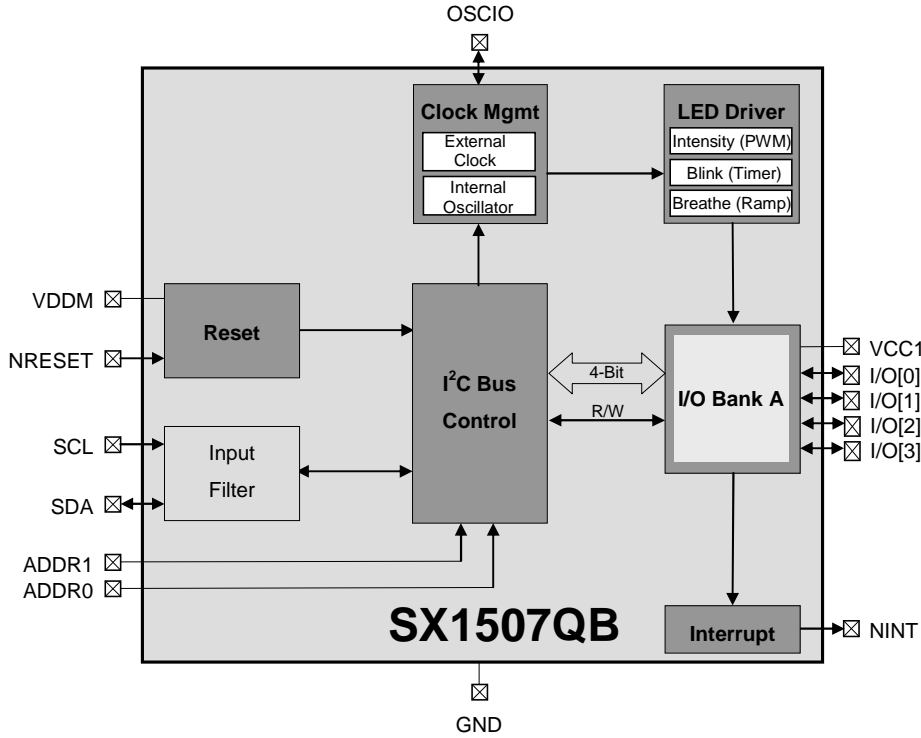 OSCIO
Clock Mgmt
External
Clock
Internal
Oscillator
LED Driver
Intensity (PWM)
Blink (Timer)
Breathe (Ramp)
VDDM
NRESET
Reset
SCL
SDA
Input
Filter
ADDR1
ADDR0
I²C Bus
Control
4-Bit
R/W
I/O Bank A
VCC1
I/O[0]
I/O[1]
I/O[2]
I/O[3]
SX1507QB
Interrupt
NINT
GND